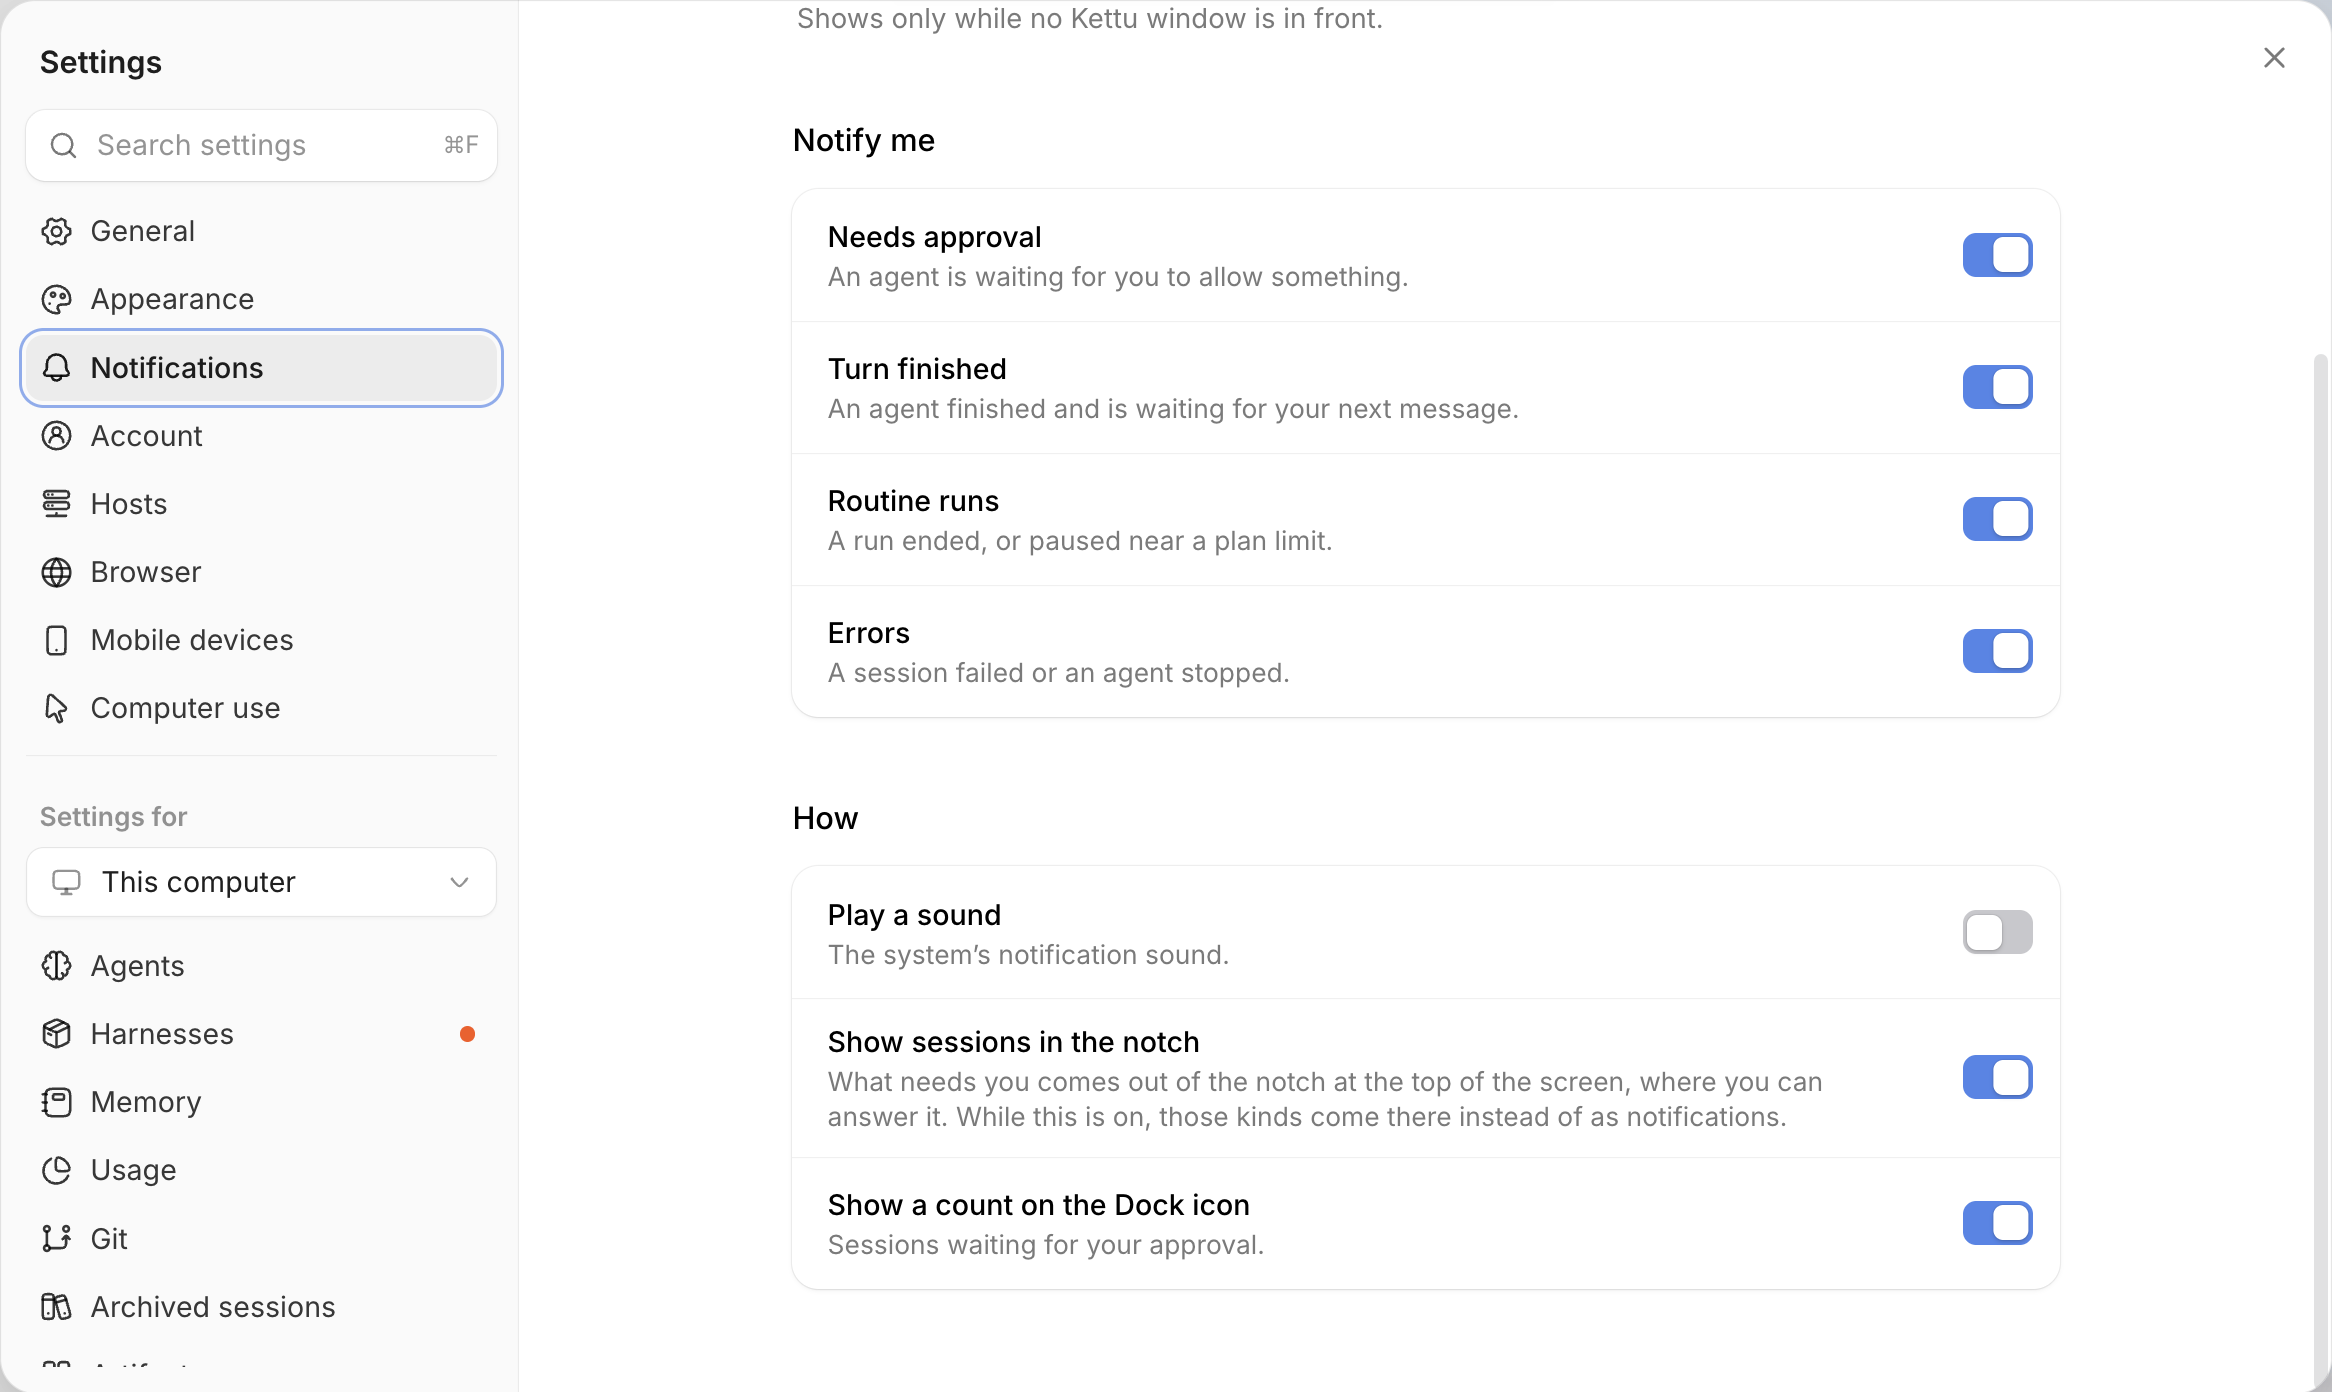 Settings
Search settings ⌘F
General
Appearance
Notifications
Account
Hosts
Browser
Mobile devices
Computer use
Settings for
This computer
Agents
Harnesses
Memory
Usage
Git
Archived sessions
Shows only while no Kettu window is in front.
Notify me
Needs approval
An agent is waiting for you to allow something.
Turn finished
An agent finished and is waiting for your next message.
Routine runs
A run ended, or paused near a plan limit.
Errors
A session failed or an agent stopped.
How
Play a sound
The system’s notification sound.
Show sessions in the notch
What needs you comes out of the notch at the top of the screen, where you can
answer it. While this is on, those kinds come there instead of as notifications.
Show a count on the Dock icon
Sessions waiting for your approval.